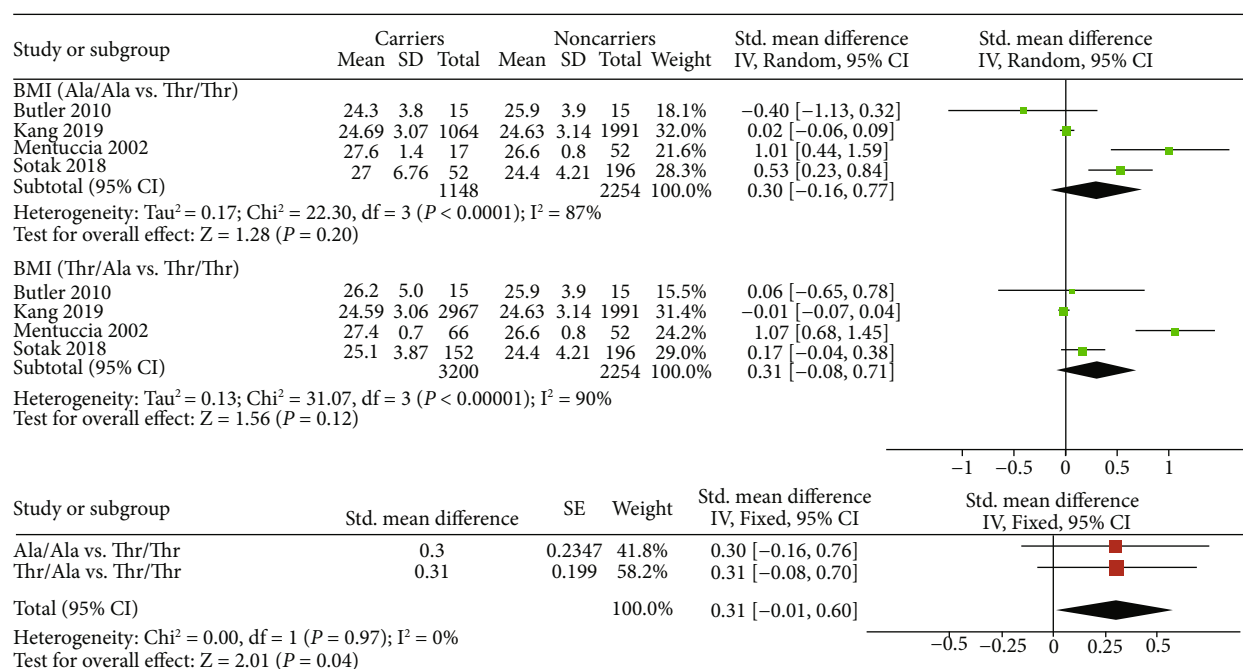 Study or subgroup Carriers Noncarriers Std. mean difference Std. mean difference
Mean SD Total Mean SD Total Weight IV, Random, 95% CI IV, Random, 95% CI
BMI (Ala/Ala vs. Thr/Thr)
Butler 2010 24.3 3.8 15 25.9 3.9 15 18.1% −0.40 [−1.13, 0.32]
Kang 2019 24.69 3.07 1064 24.63 3.14 1991 32.0% 0.02 [−0.06, 0.09]
Mentuccia 2002 27.6 1.4 17 26.6 0.8 52 21.6% 1.01 [0.44, 1.59]
Sotak 2018 27 6.76 52 24.4 4.21 196 28.3% 0.53 [0.23, 0.84]
Subtotal (95% CI) 1148 2254 100.0% 0.30 [−0.16, 0.77]
Heterogeneity: Tau² = 0.17; Chi² = 22.30, df = 3 (P < 0.0001); I² = 87%
Test for overall effect: Z = 1.28 (P = 0.20)
BMI (Thr/Ala vs. Thr/Thr)
Butler 2010 26.2 5.0 15 25.9 3.9 15 15.5% 0.06 [−0.65, 0.78]
Kang 2019 24.59 3.06 2967 24.63 3.14 1991 31.4% −0.01 [−0.07, 0.04]
Mentuccia 2002 27.4 0.7 66 26.6 0.8 52 24.2% 1.07 [0.68, 1.45]
Sotak 2018 25.1 3.87 152 24.4 4.21 196 29.0% 0.17 [−0.04, 0.38]
Subtotal (95% CI) 3200 2254 100.0% 0.31 [−0.08, 0.71]
Heterogeneity: Tau² = 0.13; Chi² = 31.07, df = 3 (P < 0.00001); I² = 90%
Test for overall effect: Z = 1.56 (P = 0.12)
−1 −0.5 0 0.5 1
Study or subgroup Std. mean difference SE Weight Std. mean difference Std. mean difference
IV, Fixed, 95% CI IV, Fixed, 95% CI
Ala/Ala vs. Thr/Thr 0.3 0.2347 41.8% 0.30 [−0.16, 0.76]
Thr/Ala vs. Thr/Thr 0.31 0.199 58.2% 0.31 [−0.08, 0.70]
Total (95% CI) 100.0% 0.31 [−0.01, 0.60]
Heterogeneity: Chi² = 0.00, df = 1 (P = 0.97); I² = 0%
Test for overall effect: Z = 2.01 (P = 0.04)
−0.5 −0.50 0 0.25 0.5